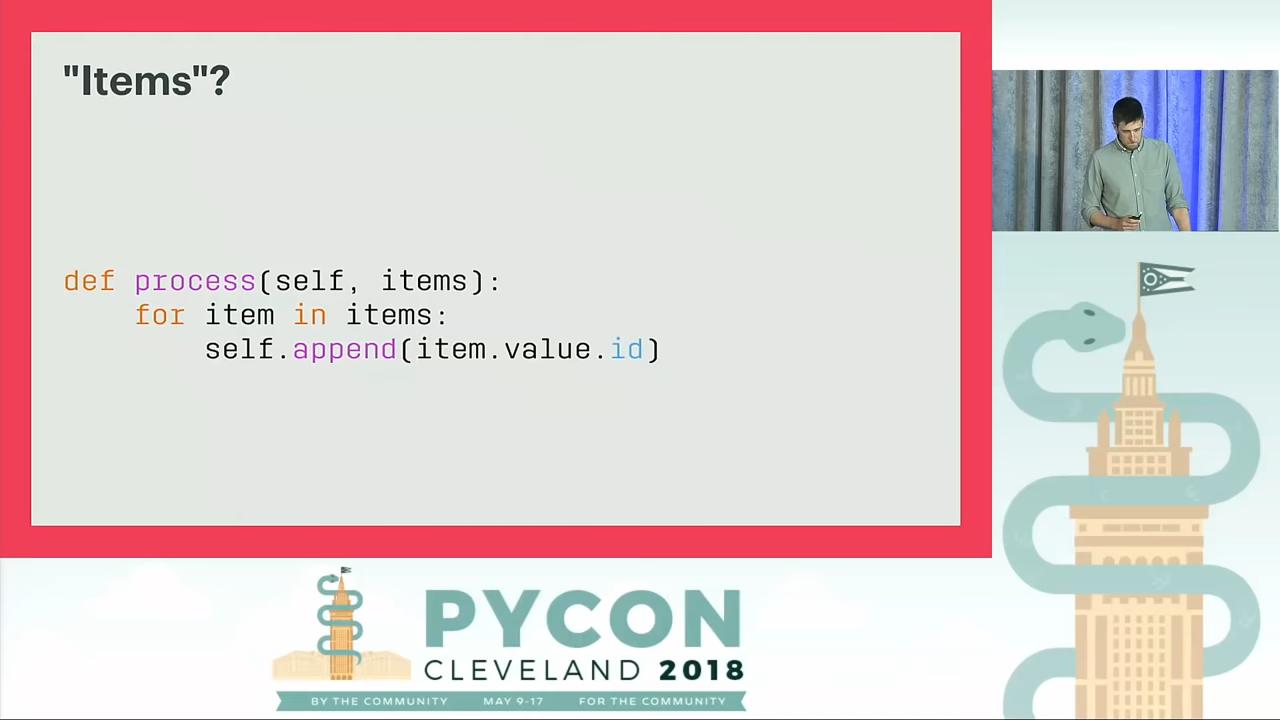 "Items"?
def process(self, items):
    for item in items:
        self.append(item.value.id)
PYCON
CLEVELAND 2018
BY THE COMMUNITY MAY 9-17 FOR THE COMMUNITY